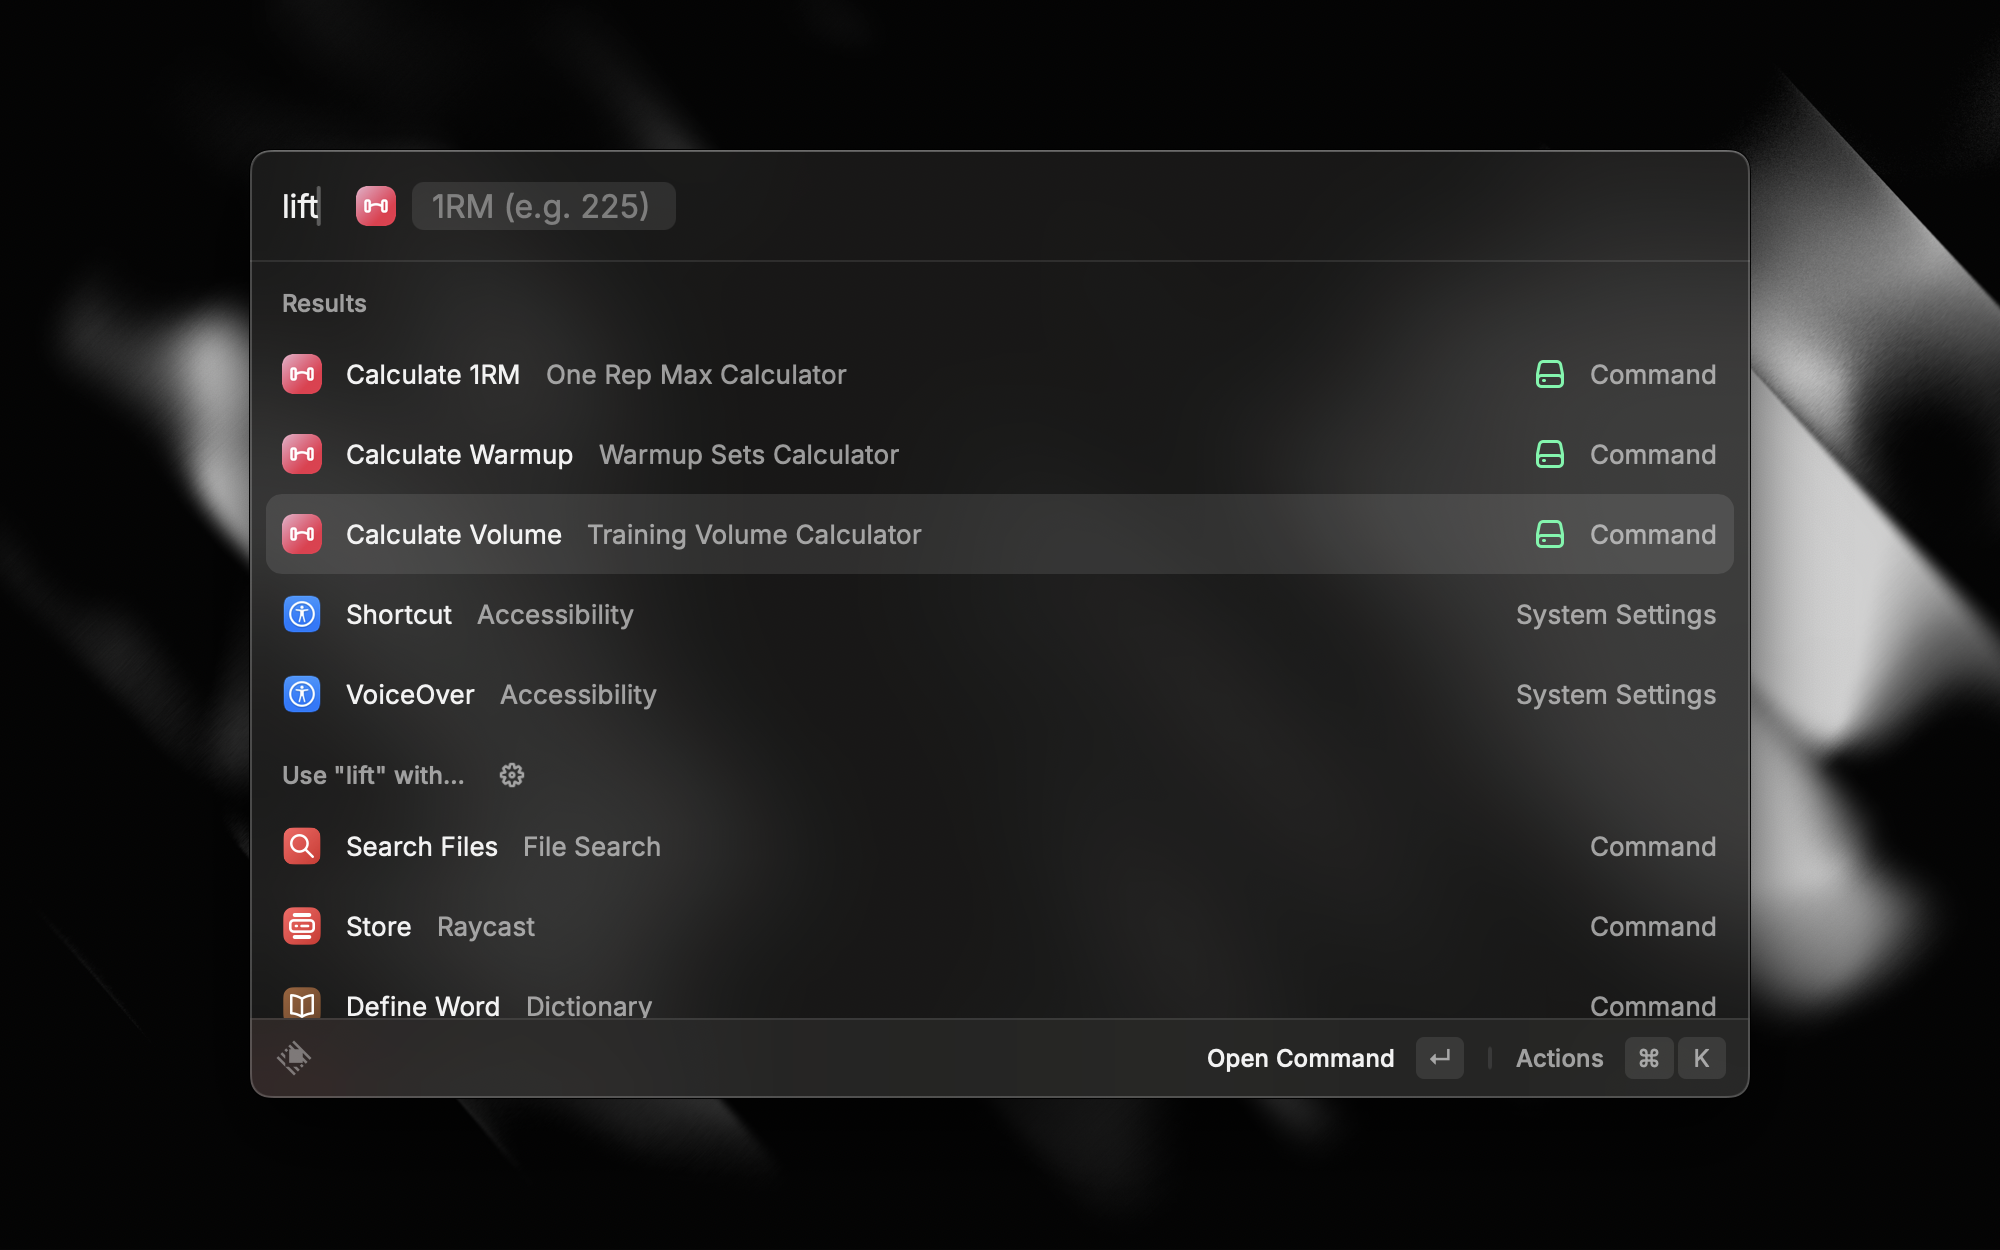 lift 1RM (e.g. 225)
Results
Calculate 1RM One Rep Max Calculator Command
Calculate Warmup Warmup Sets Calculator Command
Calculate Volume Training Volume Calculator Command
Shortcut Accessibility System Settings
VoiceOver Accessibility System Settings
Use "lift" with...
Search Files File Search Command
Store Raycast Command
Define Word Dictionary Command
Open Command ↵ Actions ⌘ K